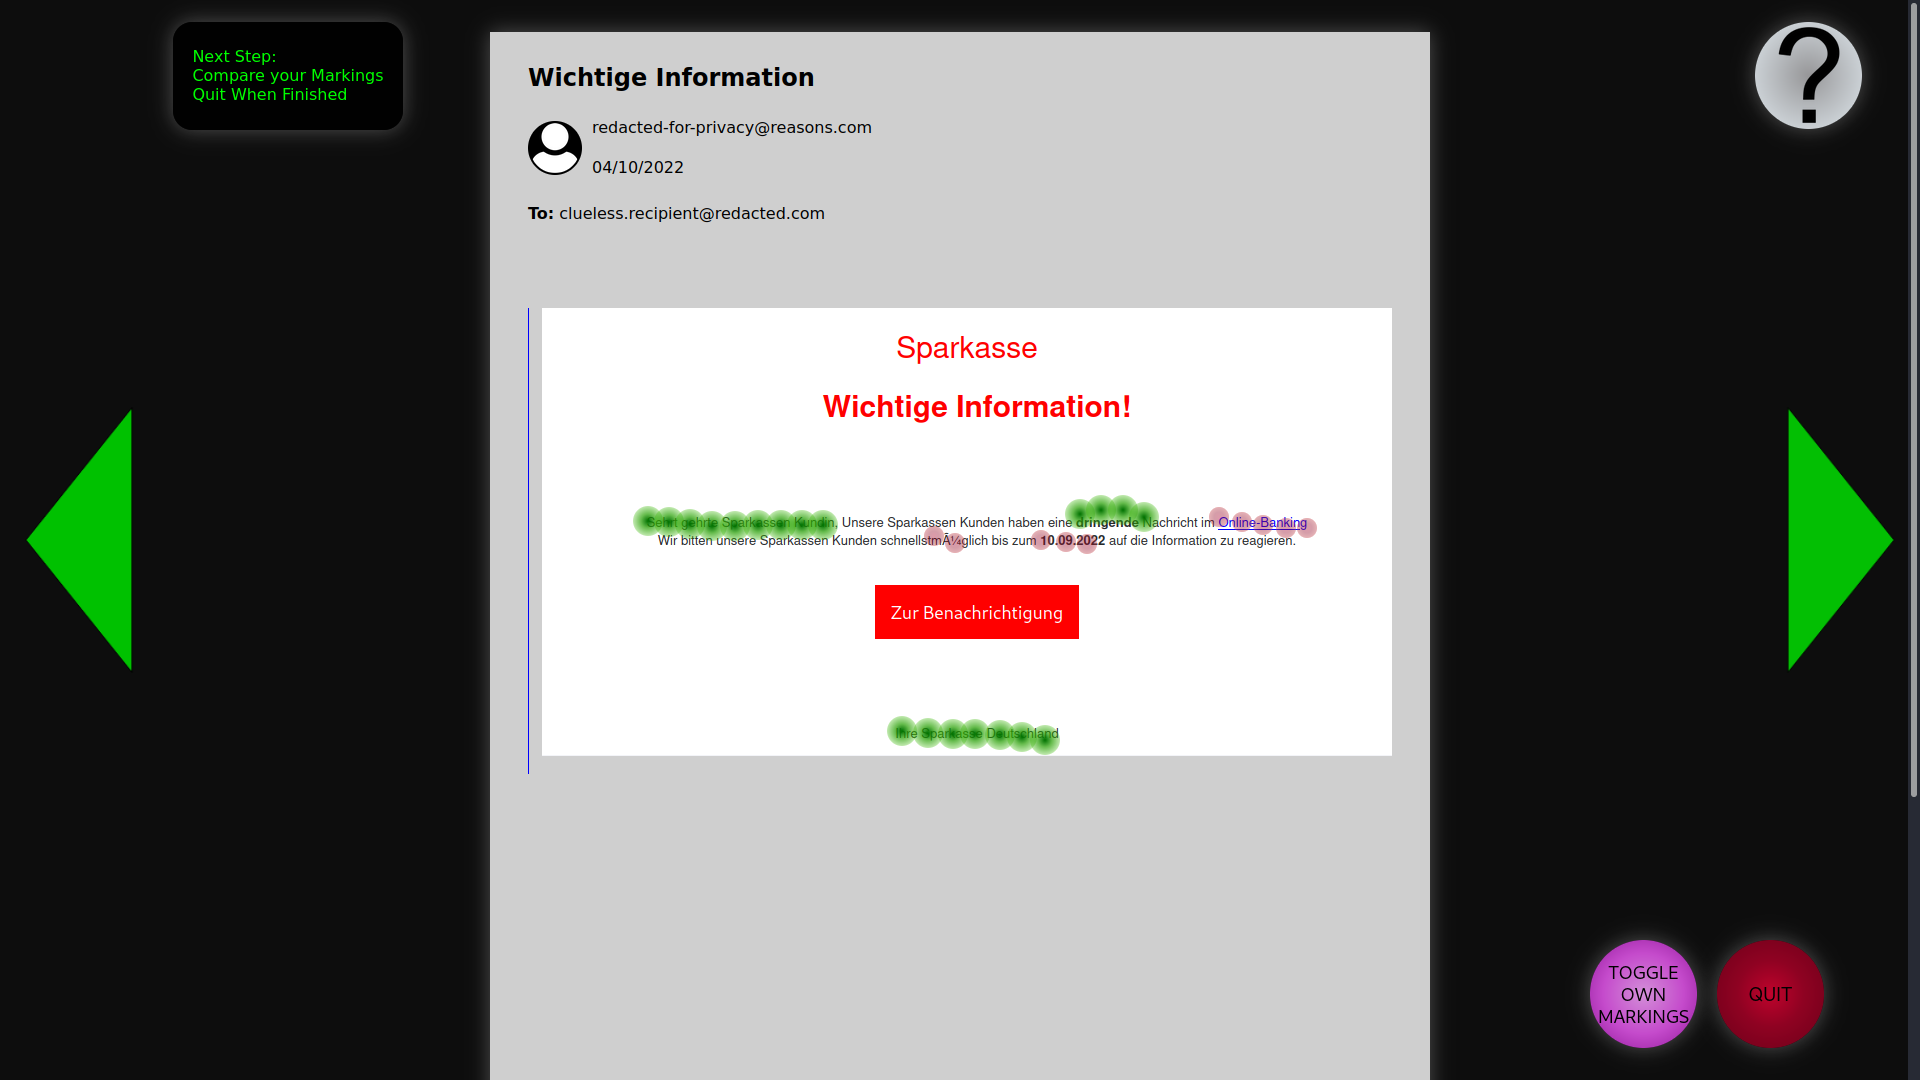 Next Step:
Compare your Markings
Quit When Finished
?
Wichtige Information
redacted-for-privacy@reasons.com
04/10/2022
To: clueless.recipient@redacted.com
Sparkasse
Wichtige Information!
Sehrt gehrte Sparkassen Kundin, Unsere Sparkassen Kunden haben eine dringende Nachricht im Online-Banking
Wir bitten unsere Sparkassen Kunden schnellstmÃ¼glich bis zum 10.09.2022 auf die Information zu reagieren.
Zur Benachrichtigung
Ihre Sparkasse Deutschland
TOGGLE
OWN
MARKINGS
QUIT